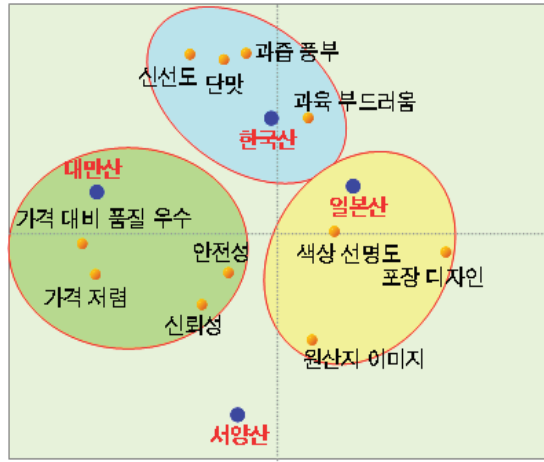 과즙 풍부
신선도
단맛
과육 부드러움
한국산
대만산
일본산
가격 대비 품질 우수
색상 선명도
안전성
포장 디자인
가격 저렴
신뢰성
원산지 이미지
서양산